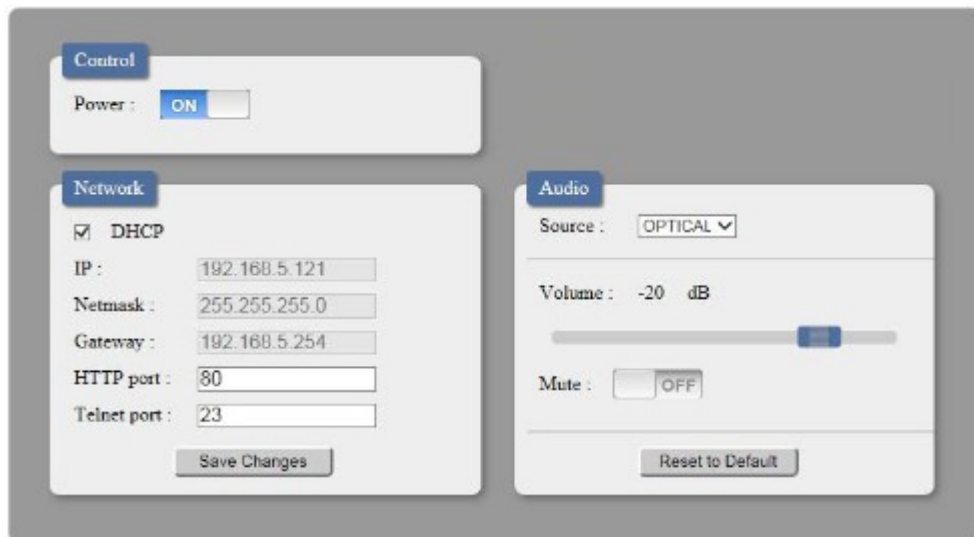 Control
Power : ON
Network
DHCP
IP : 192.168.5.121
Netmask : 255.255.255.0
Gateway : 192.168.5.254
HTTP port : 80
Telnet port : 23
Save Changes
Audio
Source : OPTICAL
Volume : -20 dB
Mute : OFF
Reset to Default